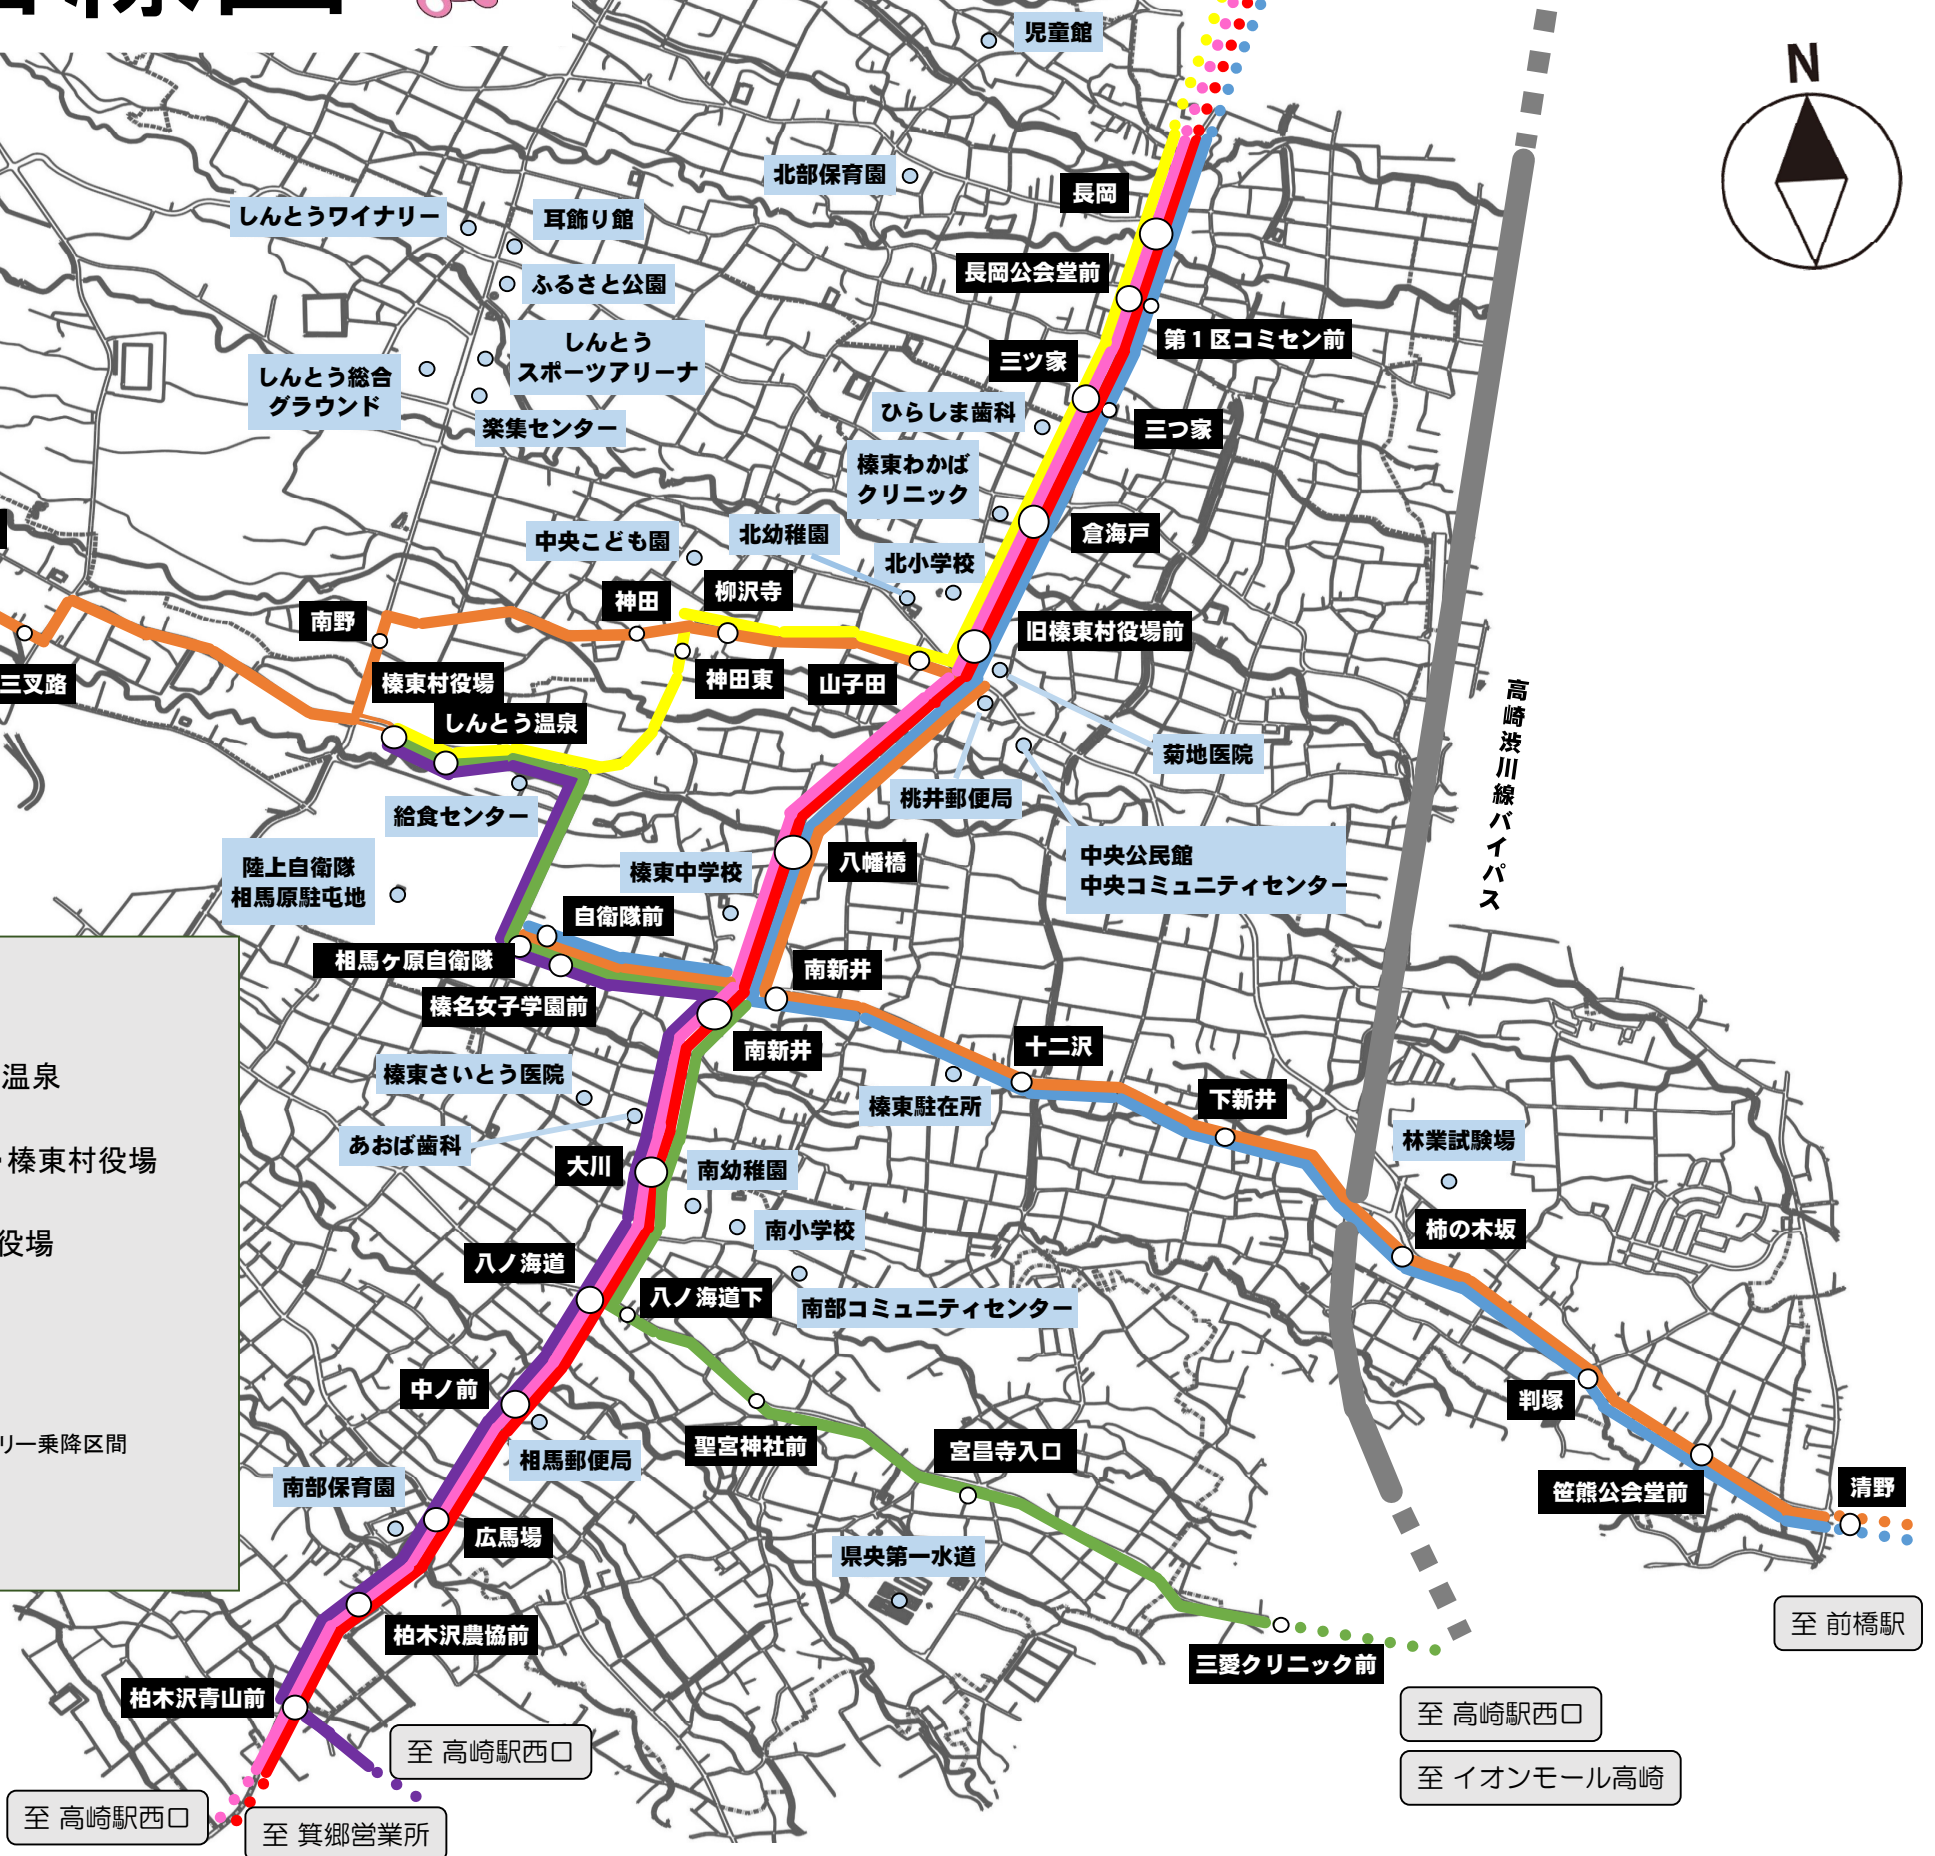 路線図
N
児童館
北部保育園
長岡
しんとうワイナリー
耳飾り館
長岡公会堂前
ふるさと公園
第1区コミセン前
しんとう
スポーツアリーナ
三ツ家
しんとう総合
グラウンド
楽集センター
ひらしま歯科
三つ家
榛東わかば
クリニック
倉海戸
中央こども園
北幼稚園
北小学校
神田
柳沢寺
南野
旧榛東村役場前
三叉路
榛東村役場
神田東
山子田
しんとう温泉
高崎渋川線バイパス
菊地医院
給食センター
桃井郵便局
陸上自衛隊
相馬原駐屯地
榛東中学校
八幡橋
中央公民館
中央コミュニティセンター
自衛隊前
相馬ヶ原自衛隊
南新井
榛名女子学園前
南新井
十二沢
温泉
榛東さいとう医院
榛東駐在所
下新井
あおば歯科
林業試験場
・榛東村役場
大川
南幼稚園
南小学校
柿の木坂
役場
八ノ海道
八ノ海道下
南部コミュニティセンター
中ノ前
判塚
リー乗降区間
相馬郵便局
聖宮神社前
宮昌寺入口
南部保育園
笹熊公会堂前
清野
広馬場
県央第一水道
柏木沢農協前
至 前橋駅
三愛クリニック前
柏木沢青山前
至 高崎駅西口
至 高崎駅西口
至 イオンモール高崎
至 高崎駅西口
至 箕郷営業所